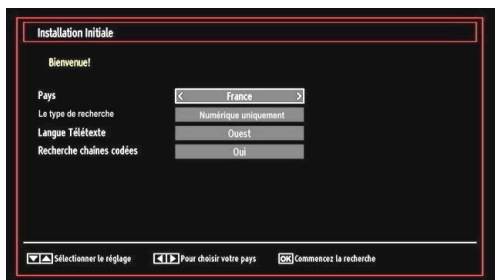 Installation Initiale
Bienvenue!
Pays < France >
Le type de recherche Numérique uniquement
Langue Télétexte Ouest
Recherche chaînes codées Oui
Sélectionner le réglage Pour choisir votre pays OK Commencez la recherche